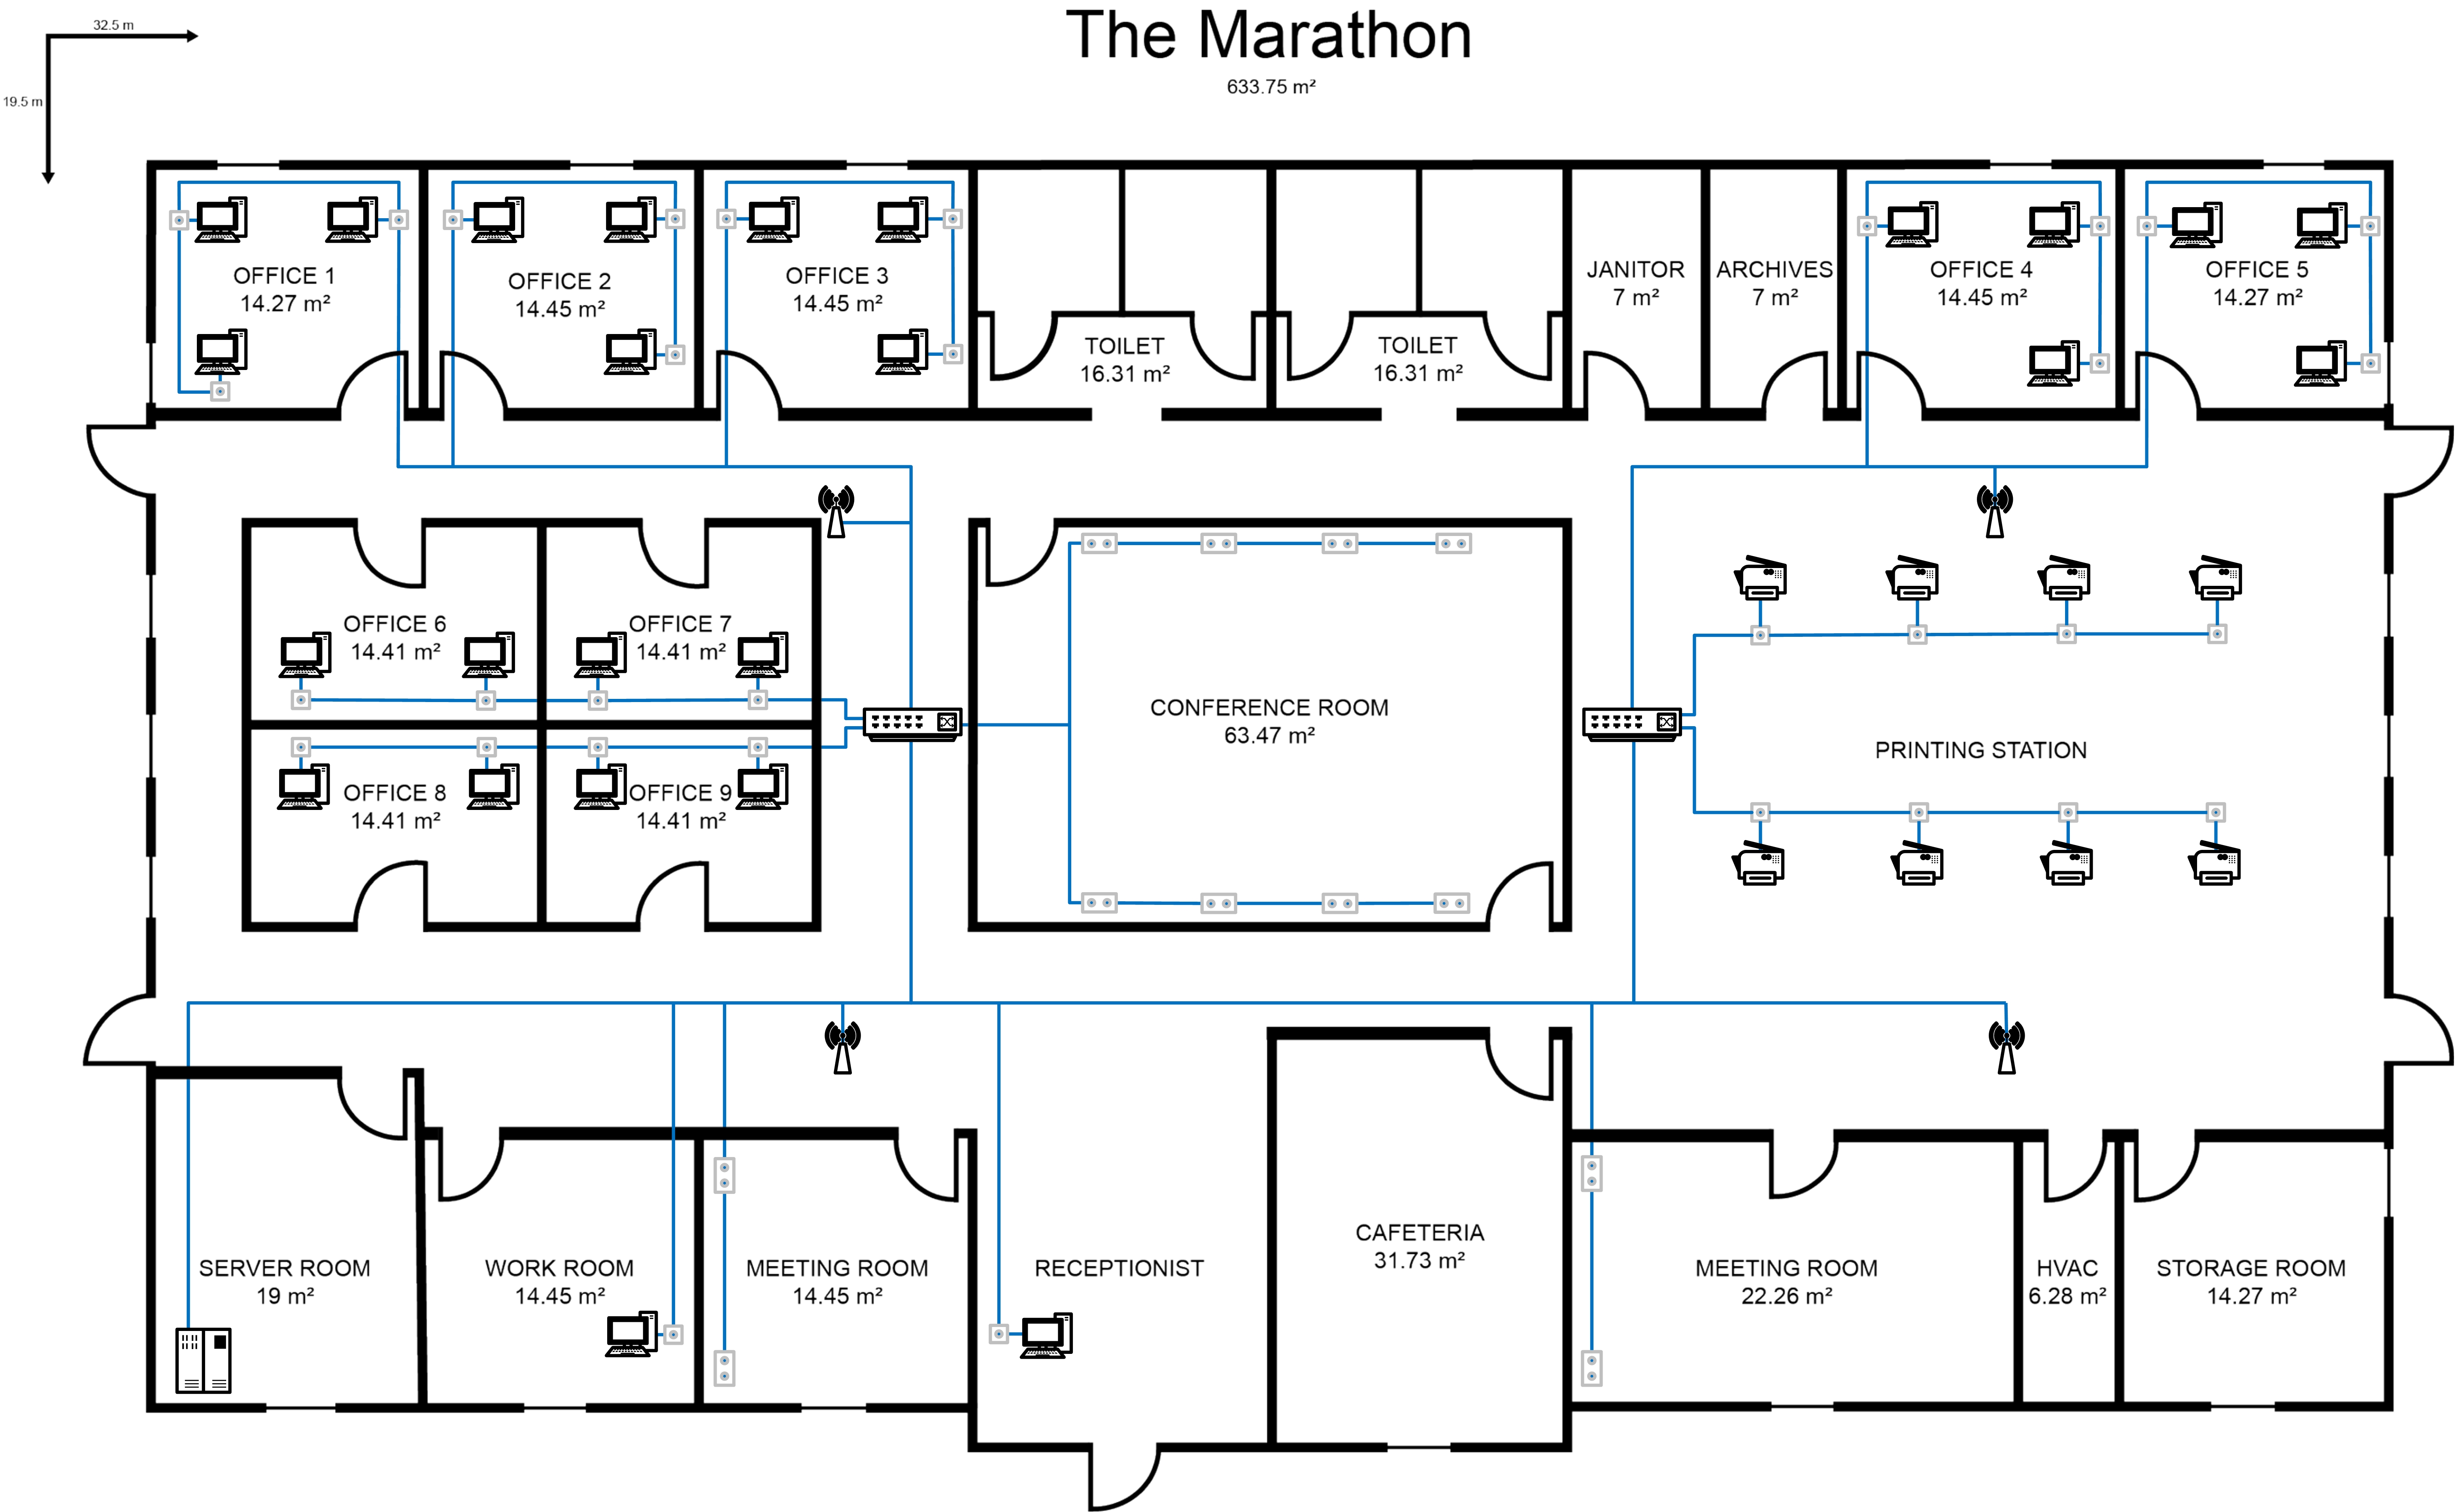 The Marathon
633.75 m²
32.5 m
19.5 m
OFFICE 1
14.27 m²
OFFICE 2
14.45 m²
OFFICE 3
14.45 m²
TOILET
16.31 m²
TOILET
16.31 m²
JANITOR
7 m²
ARCHIVES
7 m²
OFFICE 4
14.45 m²
OFFICE 5
14.27 m²
OFFICE 6
14.41 m²
OFFICE 7
14.41 m²
OFFICE 8
14.41 m²
OFFICE 9
14.41 m²
CONFERENCE ROOM
63.47 m²
PRINTING STATION
SERVER ROOM
19 m²
WORK ROOM
14.45 m²
MEETING ROOM
14.45 m²
RECEPTIONIST
CAFETERIA
31.73 m²
MEETING ROOM
22.26 m²
HVAC
6.28 m²
STORAGE ROOM
14.27 m²